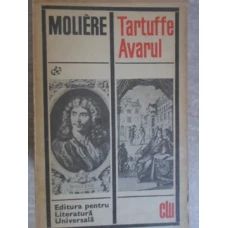 MOLIÈRE
Tartuffe
Avarul
Editura pentru
Literatură
Universală
clu